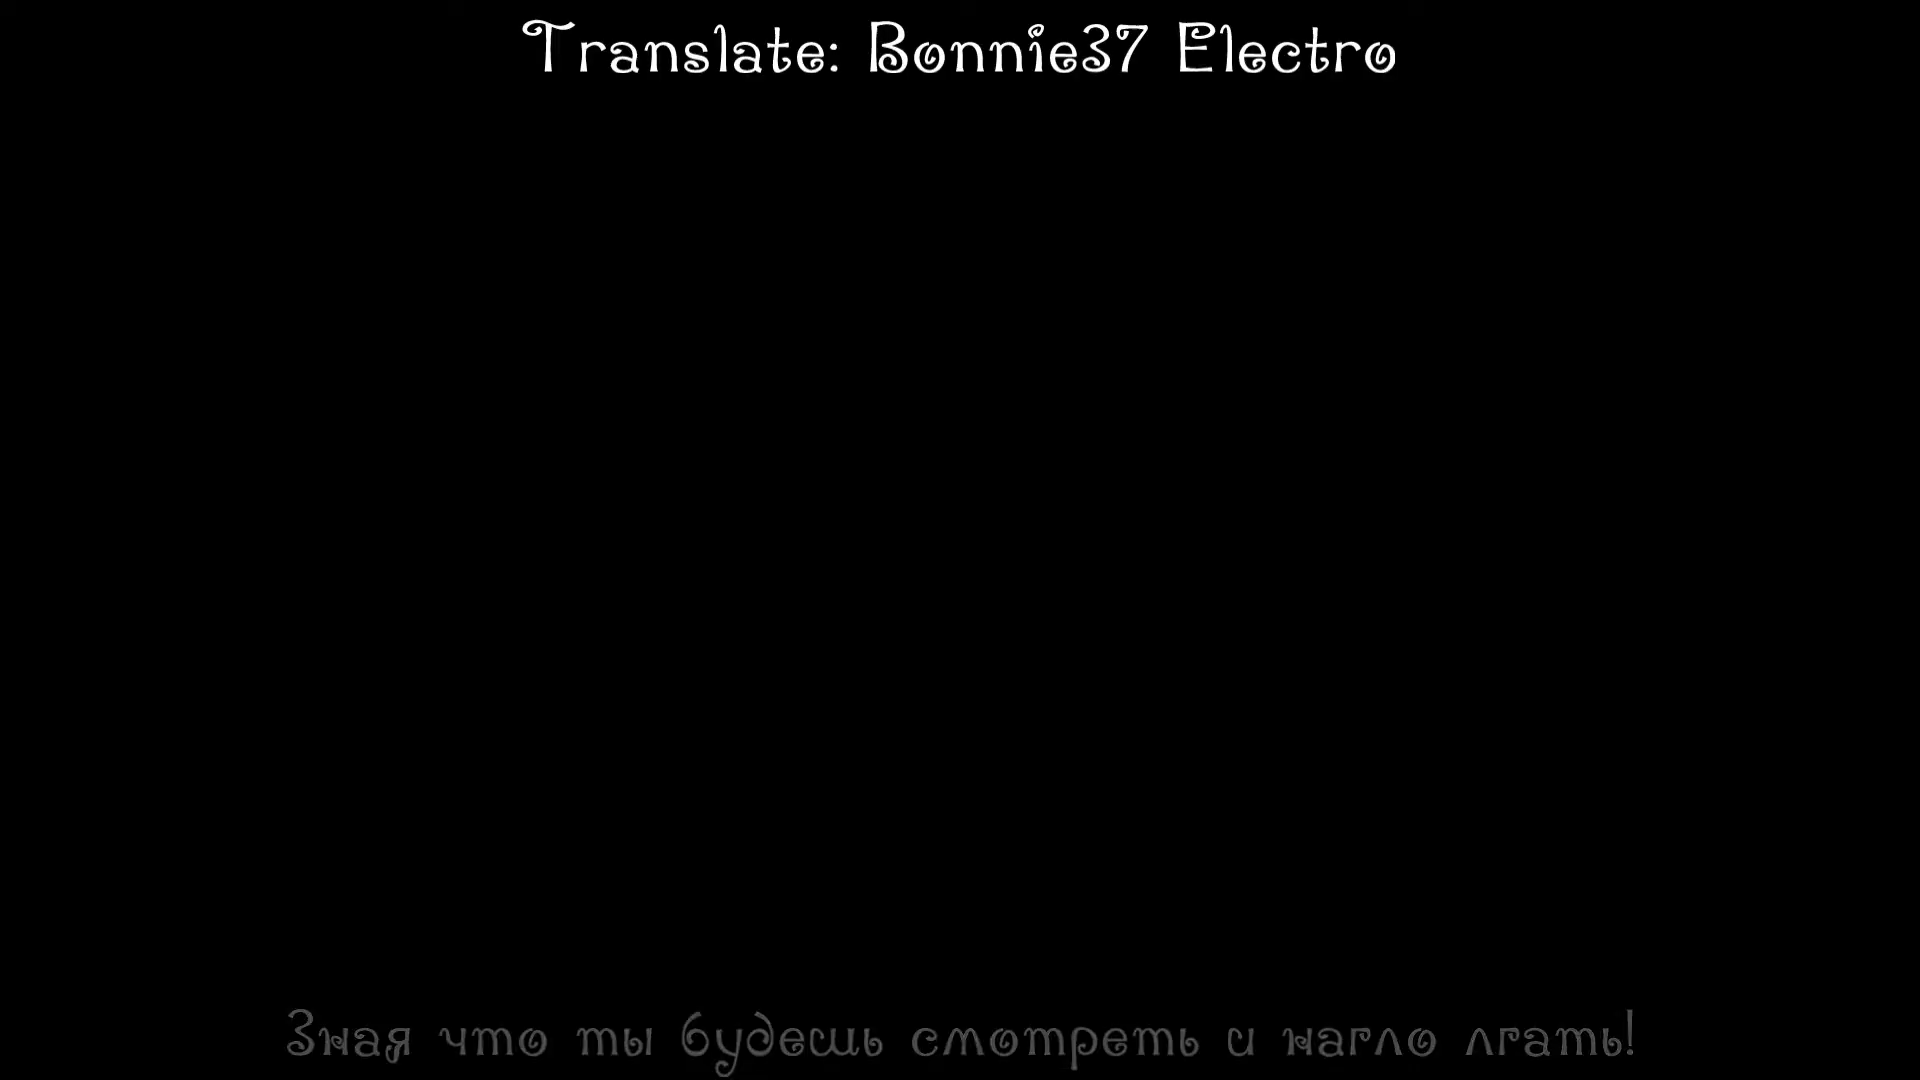 Translate: Bonnie37 Electro
Зная что ты будешь смотреть и нагло лгать!